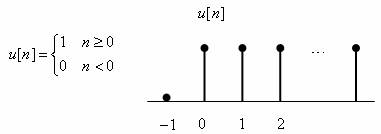 u[n]
u[n] = { 1 n ≥ 0
0 n < 0
...
−1 0 1 2